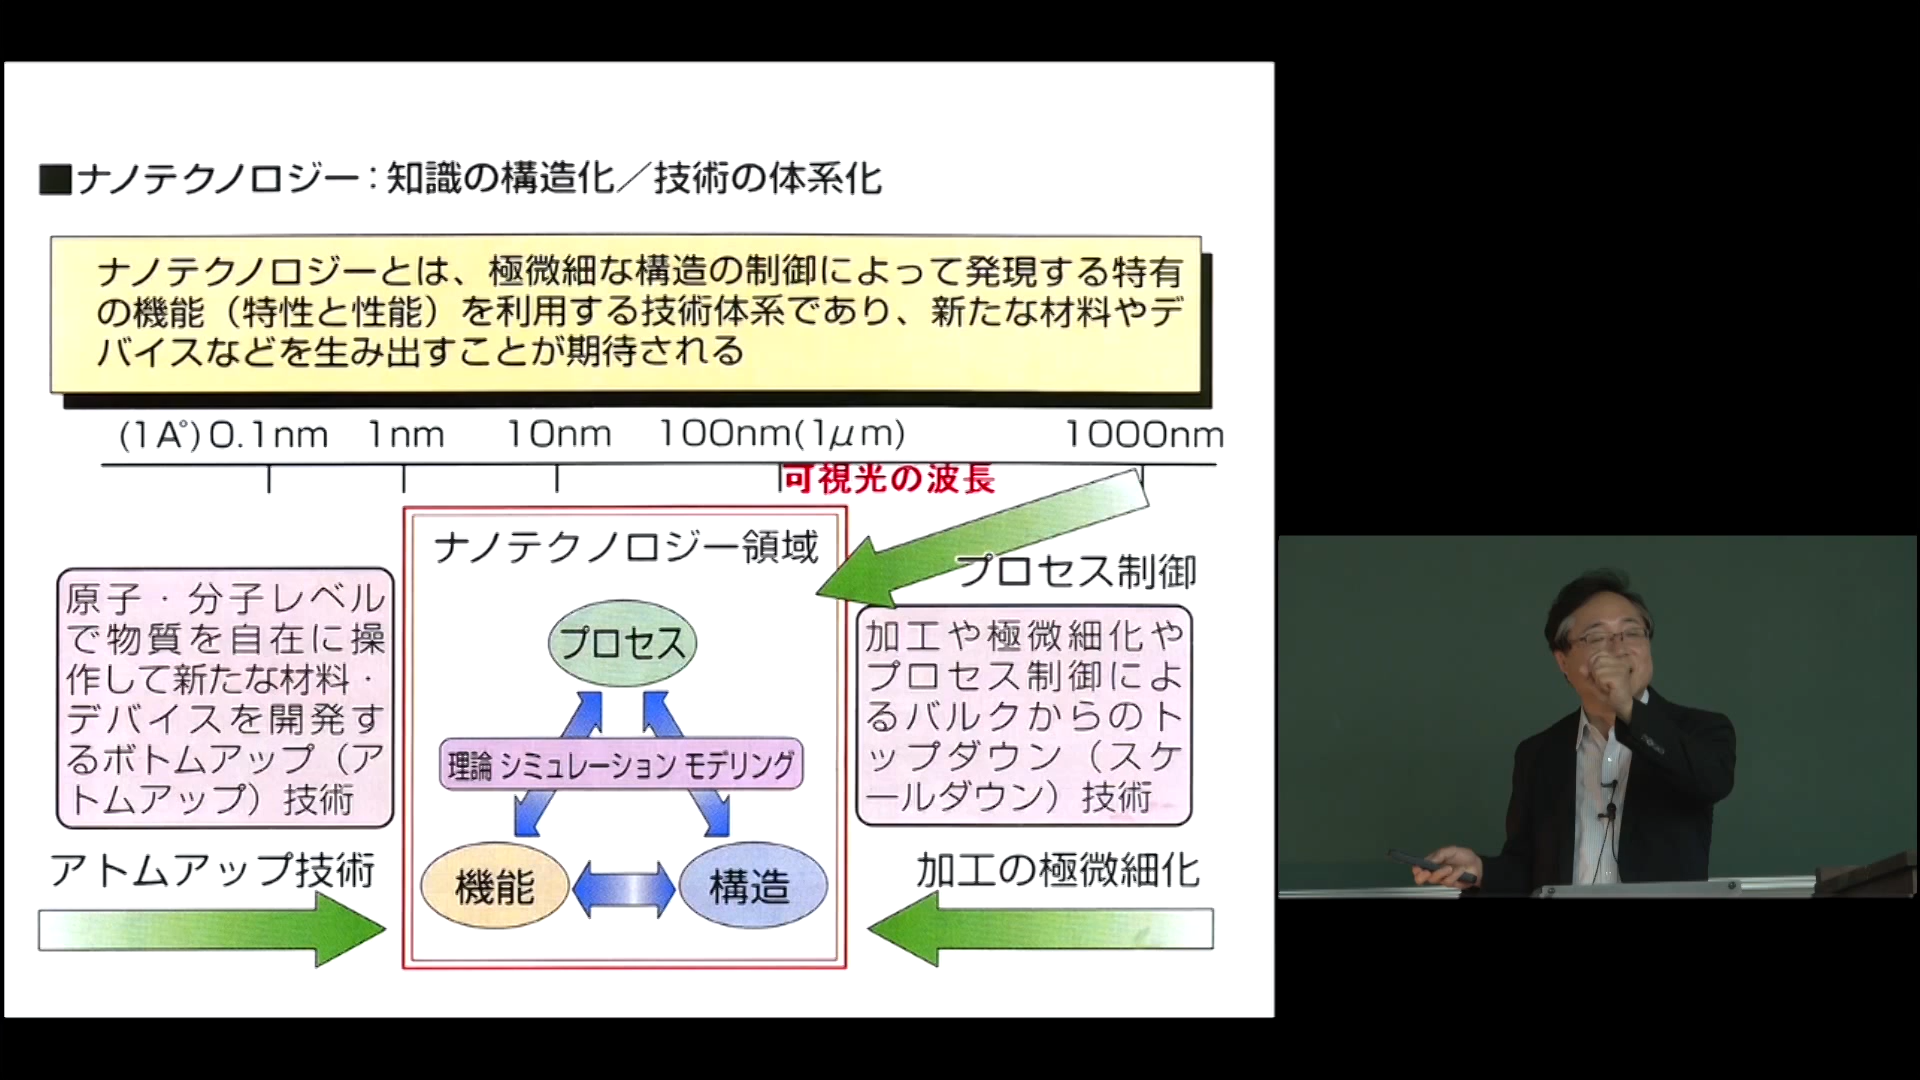 ■ナノテクノロジー：知識の構造化／技術の体系化
ナノテクノロジーとは、極微細な構造の制御によって発現する特有
の機能（特性と性能）を利用する技術体系であり、新たな材料やデ
バイスなどを生み出すことが期待される
(1A°) 0.1nm 1nm 10nm 100nm(1μm) 1000nm
可視光の波長
ナノテクノロジー領域
プロセス制御
原子・分子レベル
で物質を自在に操
作して新たな材料・
デバイスを開発す
るボトムアップ（ア
トムアップ）技術
プロセス
理論 シミュレーション モデリング
機能
構造
加工や極微細化や
プロセス制御によ
るバルクからのト
ップダウン（スケ
ールダウン）技術
アトムアップ技術
加工の極微細化